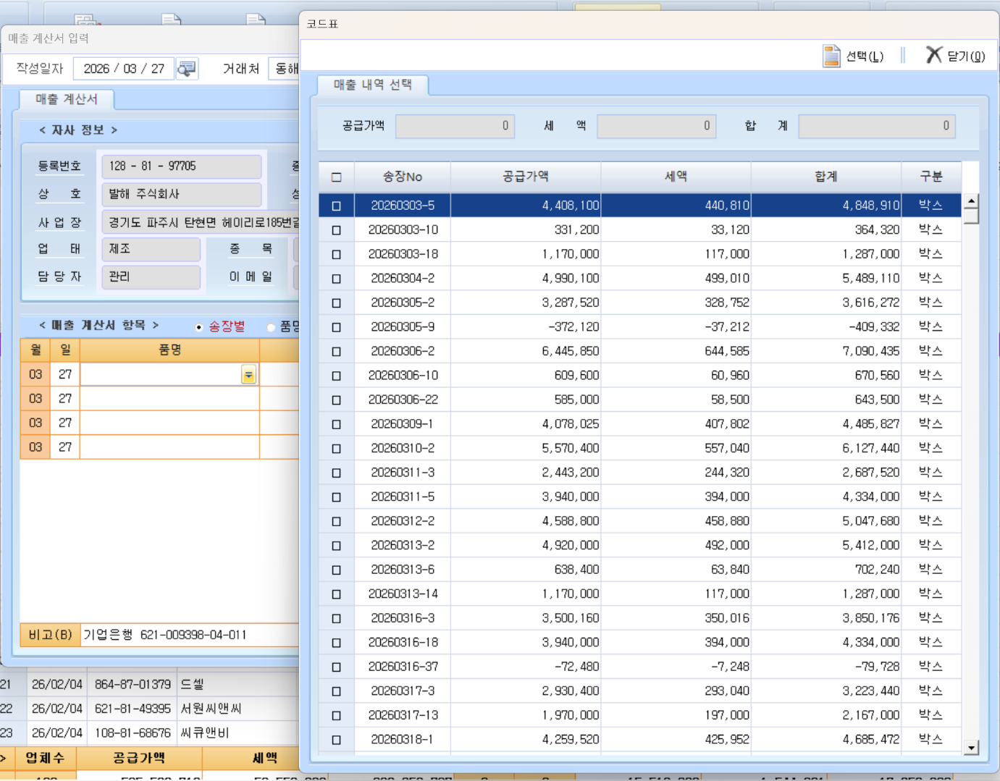 코드표
매출 계산서 입력
선택(L) 닫기(Q)
작성일자 2026 / 03 / 27 거래처 동해
매출 내역 선택
매출 계산서
공급가액 0 세 액 0 합 계 0
< 자사 정보 >
등록번호 128 - 81 - 97705
상 호 발해 주식회사
사 업 장 경기도 파주시 탄현면 헤이리로185번길
업 태 제조 종 목
담 당 자 관리 이 메 일
< 매출 계산서 항목 > 송장별 품명
월 일 품명
03 27
03 27
03 27
03 27
비고(B) 기업은행 621-009398-04-011
송장No 공급가액 세액 합계 구분
20260303-5 4,408,100 440,810 4,848,910 박스
20260303-10 331,200 33,120 364,320 박스
20260303-18 1,170,000 117,000 1,287,000 박스
20260304-2 4,990,100 499,010 5,489,110 박스
20260305-2 3,287,520 328,752 3,616,272 박스
20260305-9 -372,120 -37,212 -409,332 박스
20260306-2 6,445,850 644,585 7,090,435 박스
20260306-10 609,600 60,960 670,560 박스
20260306-22 585,000 58,500 643,500 박스
20260309-1 4,078,025 407,802 4,485,827 박스
20260310-2 5,570,400 557,040 6,127,440 박스
20260311-3 2,443,200 244,320 2,687,520 박스
20260311-5 3,940,000 394,000 4,334,000 박스
20260312-2 4,588,800 458,880 5,047,680 박스
20260313-2 4,920,000 492,000 5,412,000 박스
20260313-6 638,400 63,840 702,240 박스
20260313-14 1,170,000 117,000 1,287,000 박스
20260316-3 3,500,160 350,016 3,850,176 박스
20260316-18 3,940,000 394,000 4,334,000 박스
20260316-37 -72,480 -7,248 -79,728 박스
20260317-3 2,930,400 293,040 3,223,440 박스
20260317-13 1,970,000 197,000 2,167,000 박스
20260318-1 4,259,520 425,952 4,685,472 박스
21 26/02/04 864-87-01379 드셀
22 26/02/04 621-81-49395 서원씨앤씨
23 26/02/04 108-81-68676 씨큐앤비
> 업체수 공급가액 세액